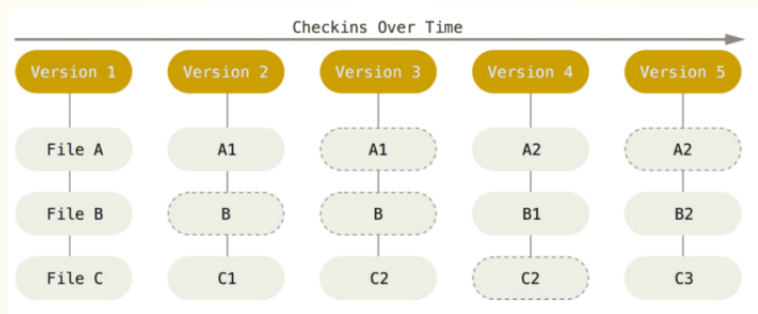 Checkins Over Time
Version 1 Version 2 Version 3 Version 4 Version 5
File A A1 A1 A2 A2
File B B B B1 B2
File C C1 C2 C2 C3